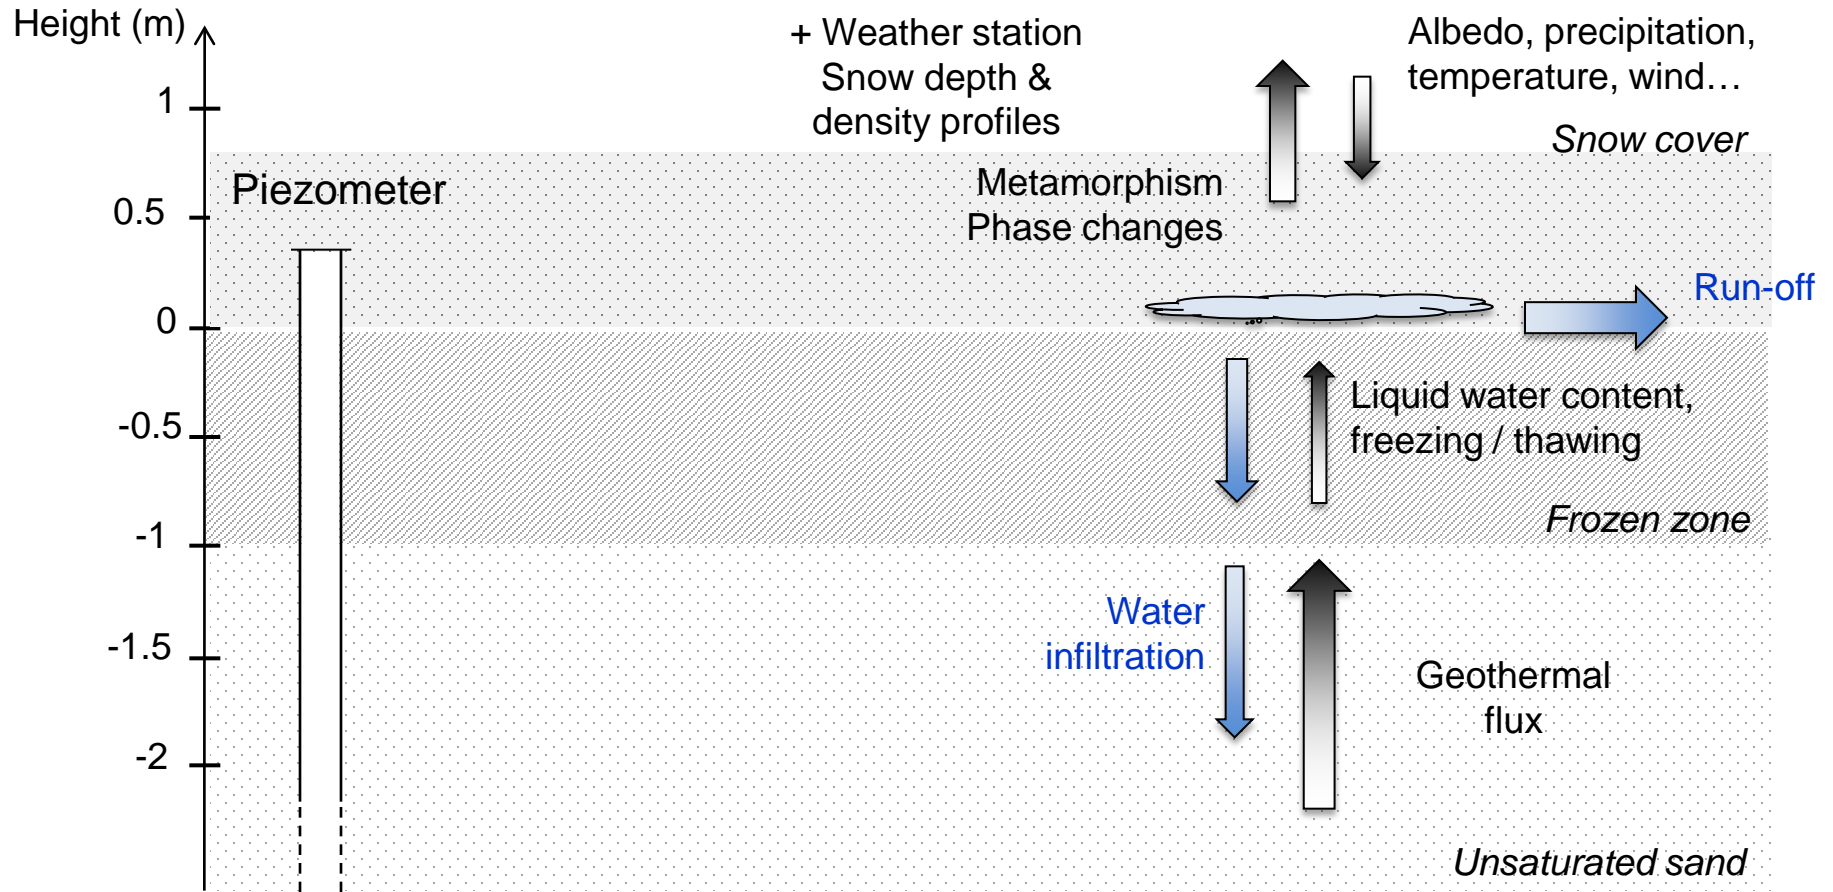 Height (m)
1
0.5
0
-0.5
-1
-1.5
-2
Piezometer
+ Weather station
Snow depth &
density profiles
Albedo, precipitation,
temperature, wind…
Snow cover
Metamorphism
Phase changes
Run-off
Liquid water content,
freezing / thawing
Frozen zone
Water
infiltration
Geothermal
flux
Unsaturated sand